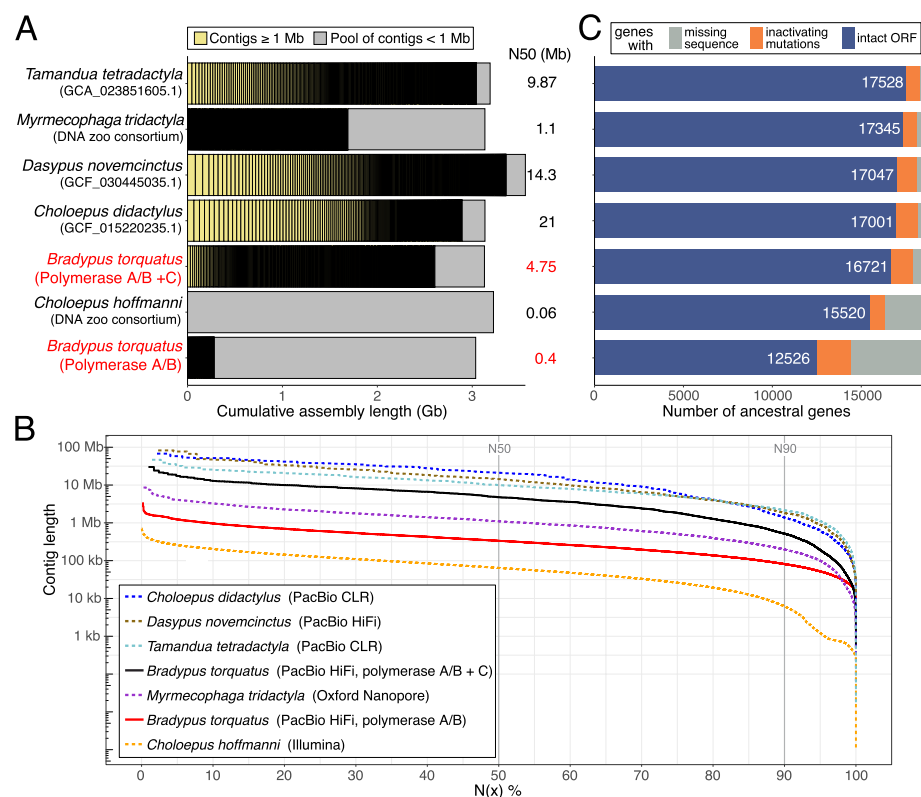 A
Contigs ≥ 1 Mb
Pool of contigs < 1 Mb
N50 (Mb)
Tamandua tetradactyla
(GCA_023851605.1)
9.87
Myrmecophaga tridactyla
(DNA zoo consortium)
1.1
Dasypus novemcinctus
(GCF_030445035.1)
14.3
Choloepus didactylus
(GCF_015220235.1)
21
Bradypus torquatus
(Polymerase A/B +C)
4.75
Choloepus hoffmanni
(DNA zoo consortium)
0.06
Bradypus torquatus
(Polymerase A/B)
0.4
0 1 2 3
Cumulative assembly length (Gb)
C
genes with
missing sequence
inactivating mutations
intact ORF
17528
17345
17047
17001
16721
15520
12526
0 5000 10000 15000
Number of ancestral genes
B
N50
N90
100 Mb
10 Mb
1 Mb
100 kb
10 kb
1 kb
Contig length
Choloepus didactylus (PacBio CLR)
Dasypus novemcinctus (PacBio HiFi)
Tamandua tetradactyla (PacBio CLR)
Bradypus torquatus (PacBio HiFi, polymerase A/B + C)
Myrmecophaga tridactyla (Oxford Nanopore)
Bradypus torquatus (PacBio HiFi, polymerase A/B)
Choloepus hoffmanni (Illumina)
0 10 20 30 40 50 60 70 80 90 100
N(x) %